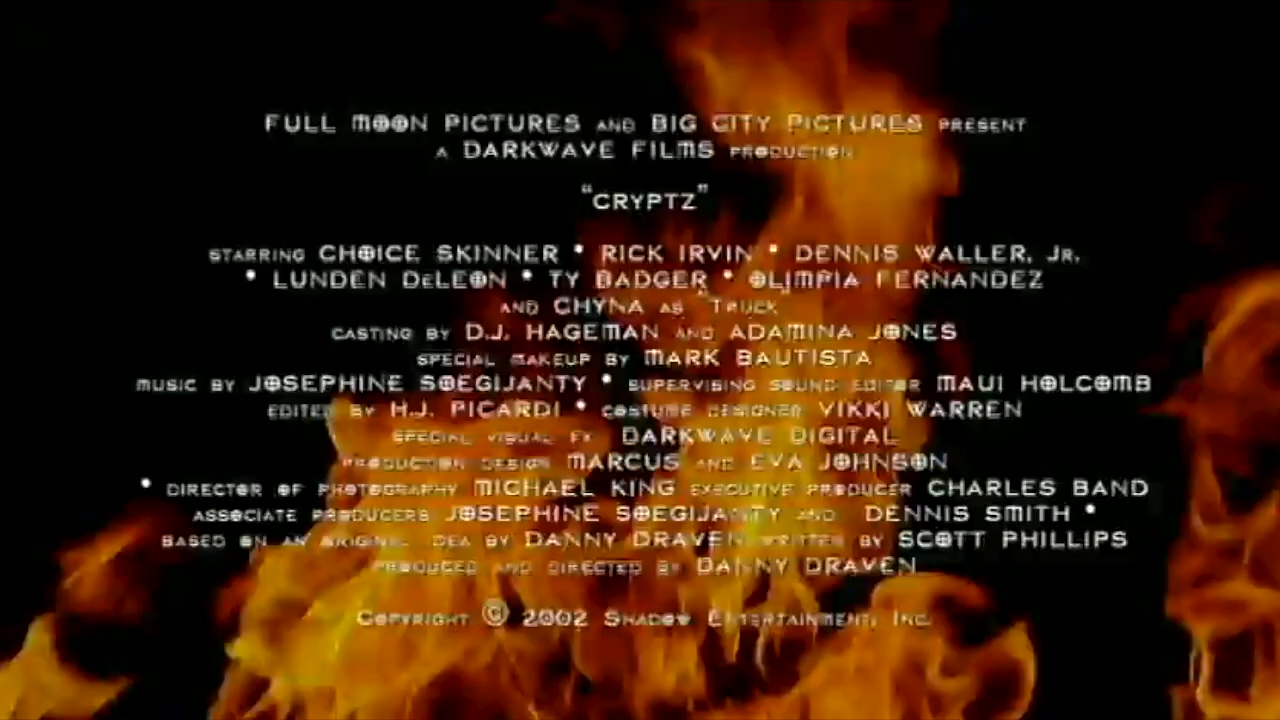 FULL MOON PICTURES AND BIG CITY PICTURES PRESENT
A DARKWAVE FILMS PRODUCTION
"CRYPTZ"
STARRING CHOICE SKINNER • RICK IRVIN • DENNIS WALLER, Jr.
• LUNDEN DeLEON • TY BADGER • OLIMPIA FERNANDEZ
AND CHYNA AS "TRUCK
CASTING BY D.J. HAGEMAN AND ADAMINA JONES
SPECIAL MAKEUP BY MARK BAUTISTA
MUSIC BY JOSEPHINE SOEGIJANTY • SUPERVISING SOUND EDITOR MAUI HOLCOMB
EDITED BY H.J. PICARDI • COSTUME DESIGNER VIKKI WARREN
SPECIAL VISUAL FX DARKWAVE DIGITAL
PRODUCTION DESIGN MARCUS AND EVA JOHNSON
• DIRECTOR OF PHOTOGRAPHY MICHAEL KING EXECUTIVE PRODUCER CHARLES BAND
ASSOCIATE PRODUCERS JOSEPHINE SOEGIJANTY AND DENNIS SMITH •
BASED ON AN ORIGINAL IDEA BY DANNY DRAVEN WRITTEN BY SCOTT PHILLIPS
PRODUCED AND DIRECTED BY DANNY DRAVEN
COPYRIGHT © 2002 SHADOW ENTERTAINMENT, INC.